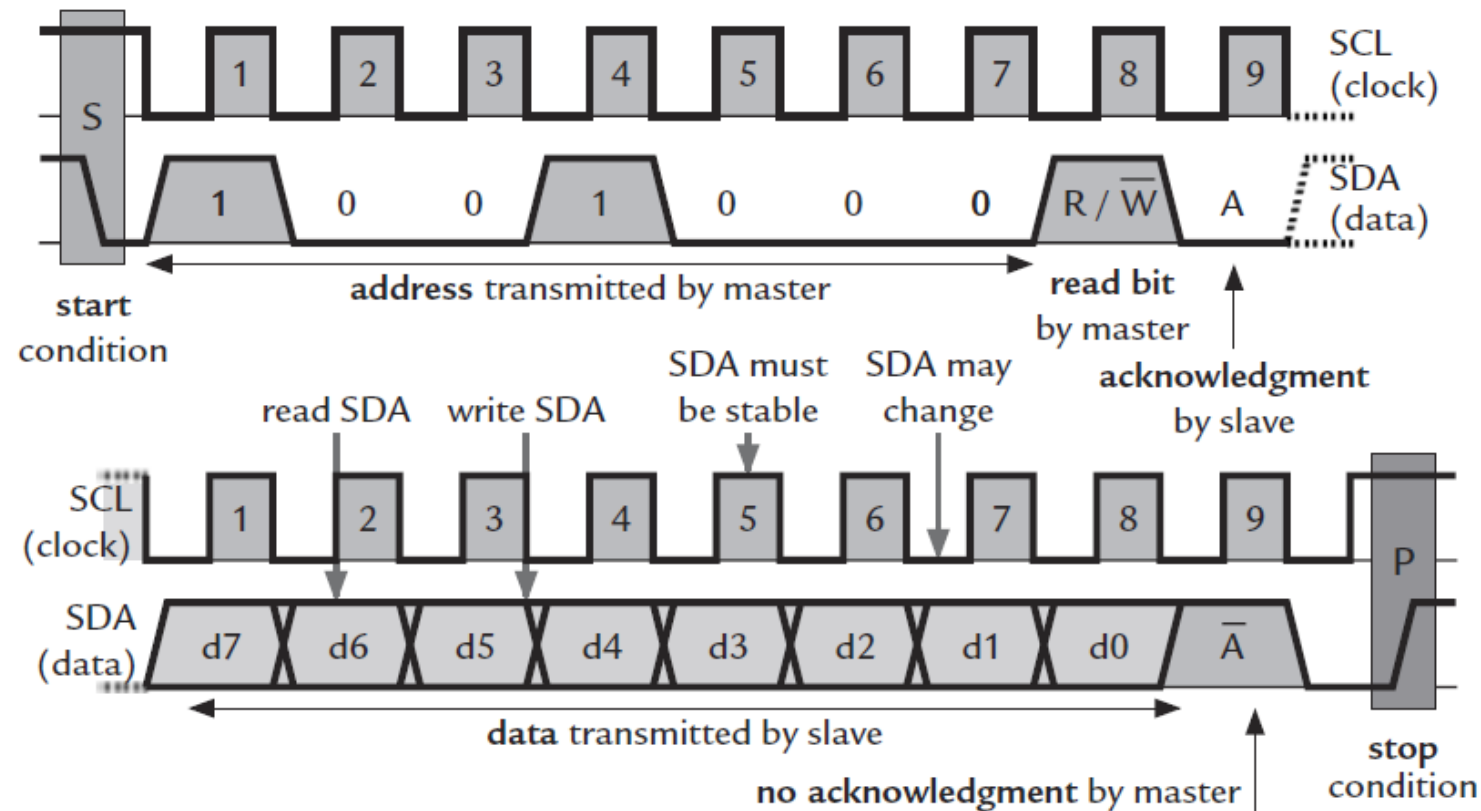 1 2 3 4 5 6 7 8 9
SCL
(clock)
S
1 0 0 1 0 0 0 R / W̅ A
SDA
(data)
address transmitted by master
start
condition
read bit
by master
acknowledgment
by slave
read SDA
write SDA
SDA must
be stable
SDA may
change
SCL
(clock)
1 2 3 4 5 6 7 8 9
P
SDA
(data)
d7 d6 d5 d4 d3 d2 d1 d0 A̅
data transmitted by slave
no acknowledgment by master
stop
condition